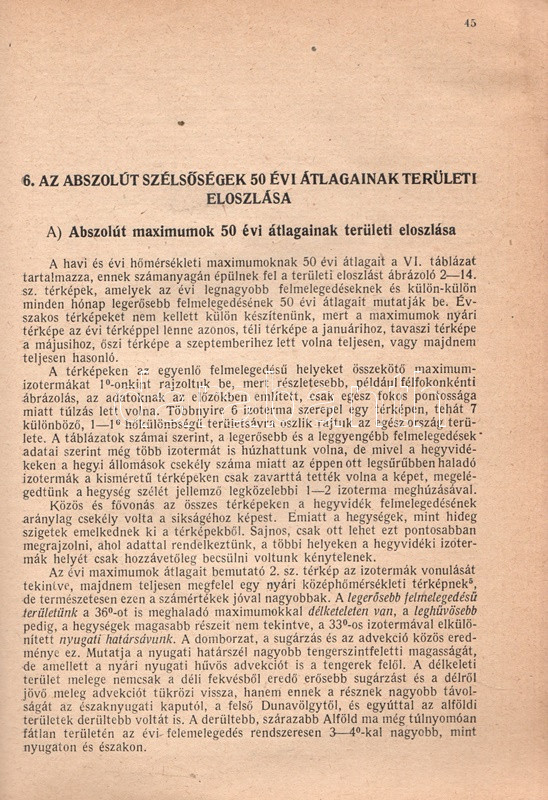 45
6. AZ ABSZOLÚT SZÉLSŐSÉGEK 50 ÉVI ÁTLAGAINAK TERÜLETI
ELOSZLÁSA
A) Abszolút maximumok 50 évi átlagainak területi eloszlása
A havi és évi hőmérsékleti maximumoknak 50 évi átlagait a VI. táblázat
tartalmazza, ennek számanyagán épülnek fel a területi eloszlást ábrázoló 2—14.
sz. térképek, amelyek az évi legnagyobb felmelegedéseknek és külön-külön
minden hónap legerősebb felmelegedésének 50 évi átlagait mutatják be. Év-
szakos térképeket nem kellett külön készítenünk, mert a maximumok nyári
térképe az évi térképpel lenne azonos, téli térképe a januárihoz, tavaszi térképe
a májusihoz, őszi térképe a szeptemberihez lett volna teljesen, vagy majdnem
teljesen hasonló.
A térképeken az egyenlő felmelegedésű helyeket összekötő maximum-
izotermákat 1⁰-onkint rajzoltuk be, mert részletesebb, például félfokonkénti
ábrázolás, az adatoknak az előzőkben említett, csak egész fokos pontossága
miatt túlzás lett volna. Többnyire 6 izoterma szerepel egy térképen, tehát 7
különböző, 1—1⁰ hőkülönbségű területsávra oszlik rajtuk az egész ország terü-
lete. A táblázatok számai szerint, a legerősebb és a leggyengébb felmelegedések
adatai szerint még több izotermát is húzhattunk volna, de mivel a hegyvidé-
keken a hegyi állomások csekély száma miatt az éppen ott legsűrűbben haladó
izotermák a kisméretű térképeken csak zavarttá tették volna a képet, megelé-
gedtünk a hegység szélét jellemző legközelebbi 1—2 izoterma meghúzásával.
Közös és fővonás az összes térképeken a hegyvidék felmelegedésének
aránylag csekély volta a síkságéhoz képest. Emiatt a hegységek, mint hideg
szigetek emelkednek ki a térképekből. Sajnos, csak ott lehet ezt pontosabban
megrajzolni, ahol adattal rendelkeztünk, a többi helyeken a hegyvidéki izoter-
mák helyét csak hozzávetőleg becsülni voltunk kénytelenek.
Az évi maximumok átlagait bemutató 2. sz. térkép az izotermák vonulását
tekintve, majdnem teljesen megfelel egy nyári középhőmérsékleti térképnek⁵,
de természetesen ezen a számértékek jóval nagyobbak. A legerősebb felmelegedésű
területünk a 36⁰-ot is meghaladó maximumokkal délkeleten van, a leghűvösebb
pedig, a hegységek magasabb részeit nem tekintve, a 33⁰-os izotermával elkülö-
nített nyugati határsávunk. A domborzat, a sugárzás és az advekció közös ered-
ménye ez. Mutatja a nyugati határszél nagyobb tengerszintfeletti magasságát,
de amellett a nyári nyugati hűvös advekciót is a tengerek felől. A délkeleti
terület melege nemcsak a déli fekvésből eredő erősebb sugárzást és a délről
jövő meleg advekciót tükrözi vissza, hanem ennek a résznek nagyobb távol-
ságát az északnyugati kaputól, a felső Dunavölgytől, és egyúttal az alföldi
területek derültebb voltát is. A derültebb, szárazabb Alföld ma még túlnyomóan
fátlan területén az évi felemelegedés rendszeresen 3—4⁰-kal nagyobb, mint
nyugaton és északon.